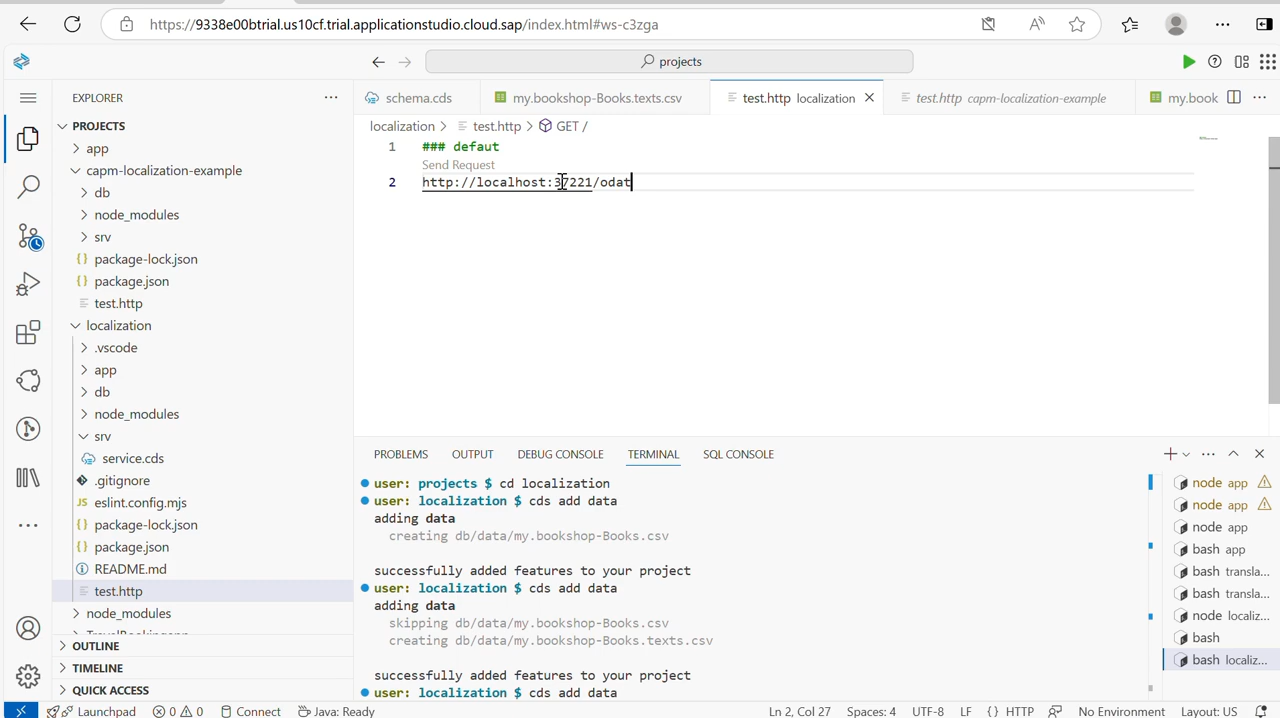 https://9338e00btrial.us10cf.trial.applicationstudio.cloud.sap/index.html#ws-c3zga
projects
EXPLORER
schema.cds
my.bookshop-Books.texts.csv
test.http localization
test.http capm-localization-example
my.book
PROJECTS
app
capm-localization-example
db
node_modules
srv
package-lock.json
package.json
test.http
localization
.vscode
app
db
node_modules
srv
service.cds
.gitignore
eslint.config.mjs
package-lock.json
package.json
README.md
test.http
node_modules
OUTLINE
TIMELINE
QUICK ACCESS
localization > test.http > GET /
1 ### defaut
Send Request
2 http://localhost:37221/odat
PROBLEMS OUTPUT DEBUG CONSOLE TERMINAL SQL CONSOLE
user: projects $ cd localization
user: localization $ cds add data
adding data
creating db/data/my.bookshop-Books.csv
successfully added features to your project
user: localization $ cds add data
adding data
skipping db/data/my.bookshop-Books.csv
creating db/data/my.bookshop-Books.texts.csv
successfully added features to your project
user: localization $ cds add data
node app
node app
node app
bash app
bash transla...
bash transla...
node localiz...
bash
bash localiz...
Launchpad 0 0 Connect Java: Ready
Ln 2, Col 27 Spaces: 4 UTF-8 LF {} HTTP No Environment Layout: US